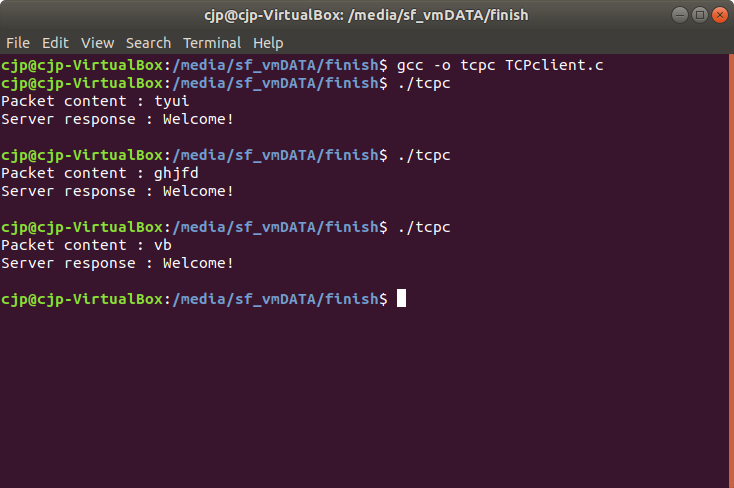 cjp@cjp-VirtualBox: /media/sf_vmDATA/finish
File Edit View Search Terminal Help
cjp@cjp-VirtualBox:/media/sf_vmDATA/finish$ gcc -o tcpc TCPclient.c
cjp@cjp-VirtualBox:/media/sf_vmDATA/finish$ ./tcpc
Packet content : tyui
Server response : Welcome!
cjp@cjp-VirtualBox:/media/sf_vmDATA/finish$ ./tcpc
Packet content : ghjfd
Server response : Welcome!
cjp@cjp-VirtualBox:/media/sf_vmDATA/finish$ ./tcpc
Packet content : vb
Server response : Welcome!
cjp@cjp-VirtualBox:/media/sf_vmDATA/finish$